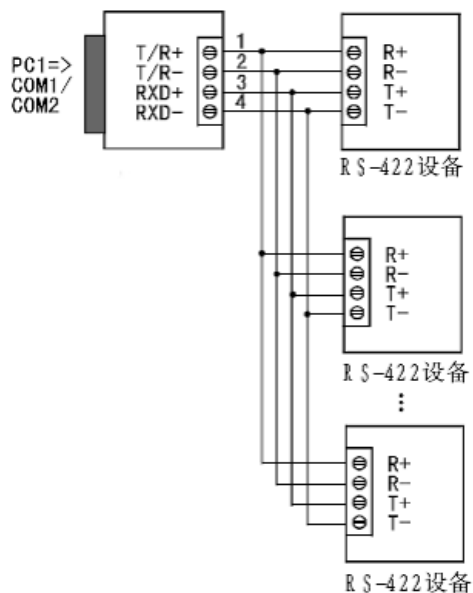 PC1=>
COM1/
COM2
T/R+
T/R-
RXD+
RXD-
1
2
3
4
R+
R-
T+
T-
RS-422设备
R+
R-
T+
T-
RS-422设备
⋮
R+
R-
T+
T-
RS-422设备